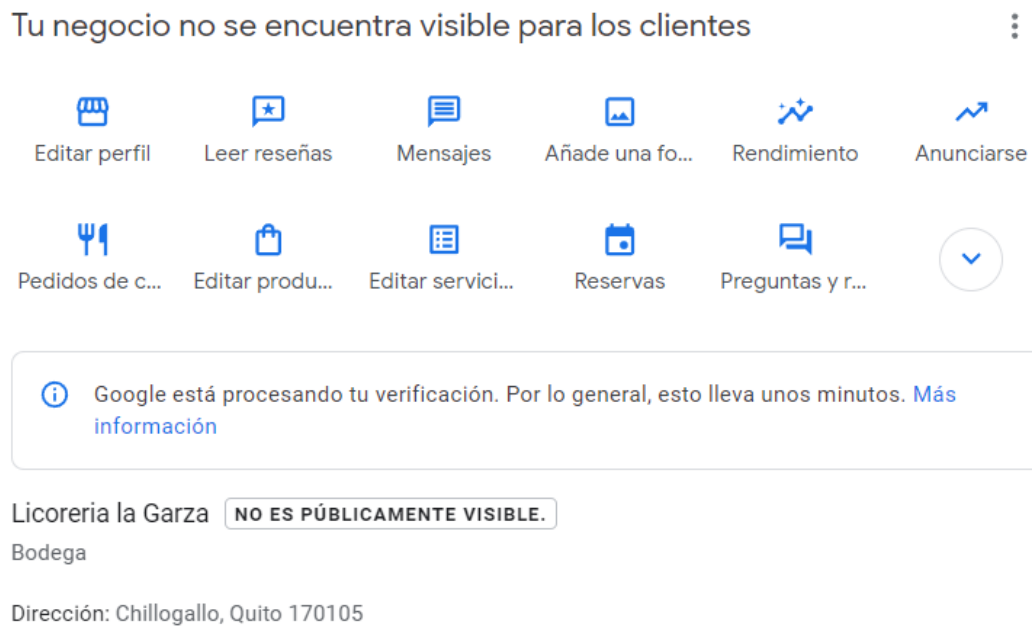 Tu negocio no se encuentra visible para los clientes
Editar perfil
Leer reseñas
Mensajes
Añade una fo...
Rendimiento
Anunciarse
Pedidos de c...
Editar produ...
Editar servici...
Reservas
Preguntas y r...
Google está procesando tu verificación. Por lo general, esto lleva unos minutos. Más
información
Licoreria la Garza NO ES PÚBLICAMENTE VISIBLE.
Bodega
Dirección: Chillogallo, Quito 170105